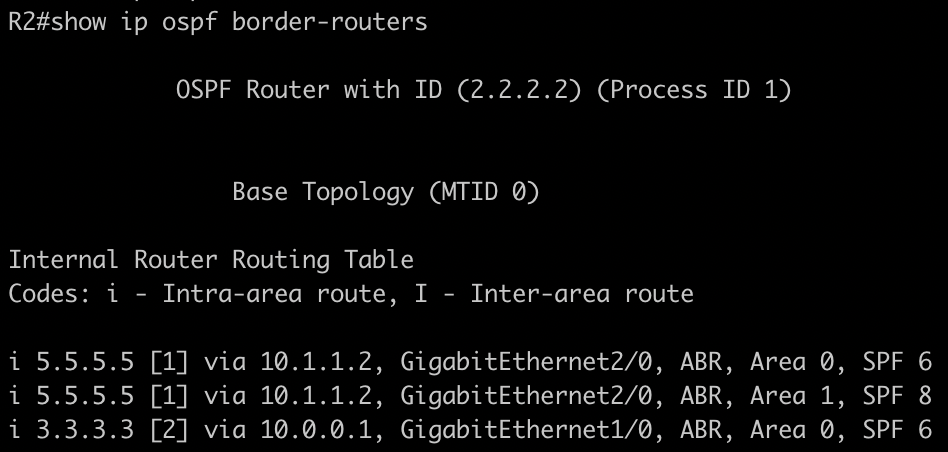 R2#show ip ospf border-routers
OSPF Router with ID (2.2.2.2) (Process ID 1)
Base Topology (MTID 0)
Internal Router Routing Table
Codes: i - Intra-area route, I - Inter-area route
i 5.5.5.5 [1] via 10.1.1.2, GigabitEthernet2/0, ABR, Area 0, SPF 6
i 5.5.5.5 [1] via 10.1.1.2, GigabitEthernet2/0, ABR, Area 1, SPF 8
i 3.3.3.3 [2] via 10.0.0.1, GigabitEthernet1/0, ABR, Area 0, SPF 6